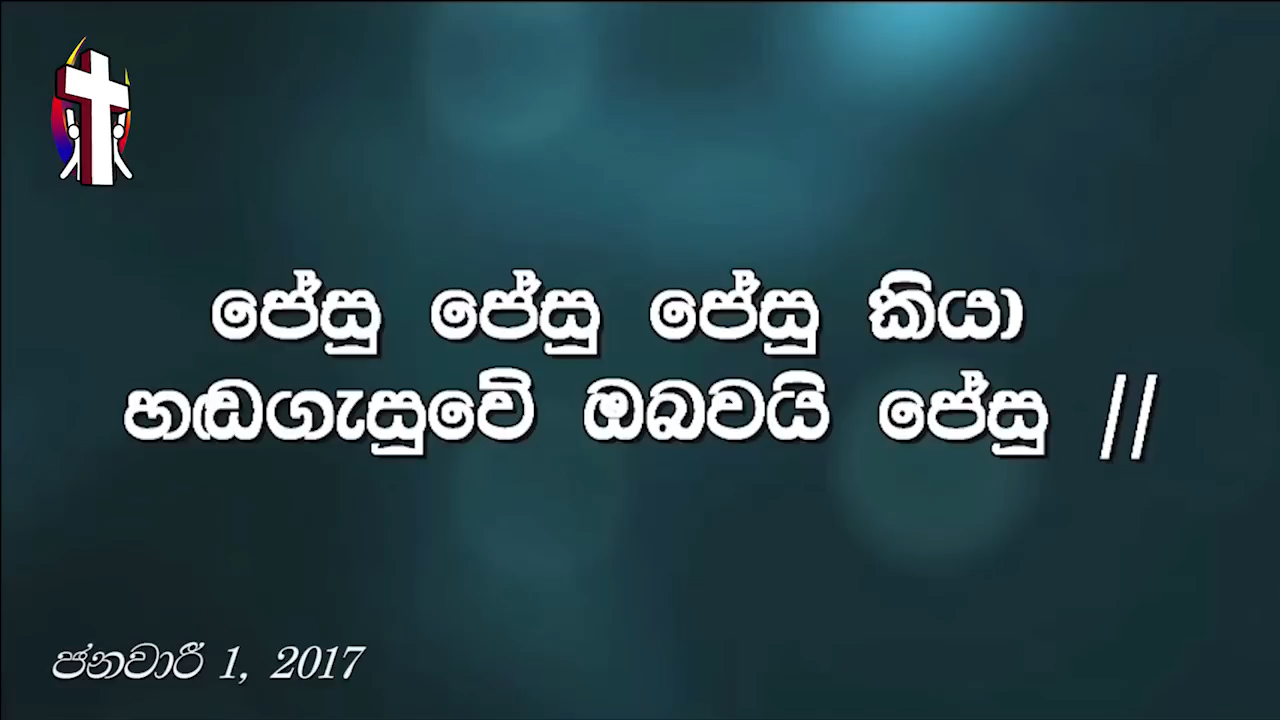 ජේසු ජේසු ජේසු කියා
හඬගැසුවේ ඔබවයි ජේසු //
ජනවාරි 1, 2017